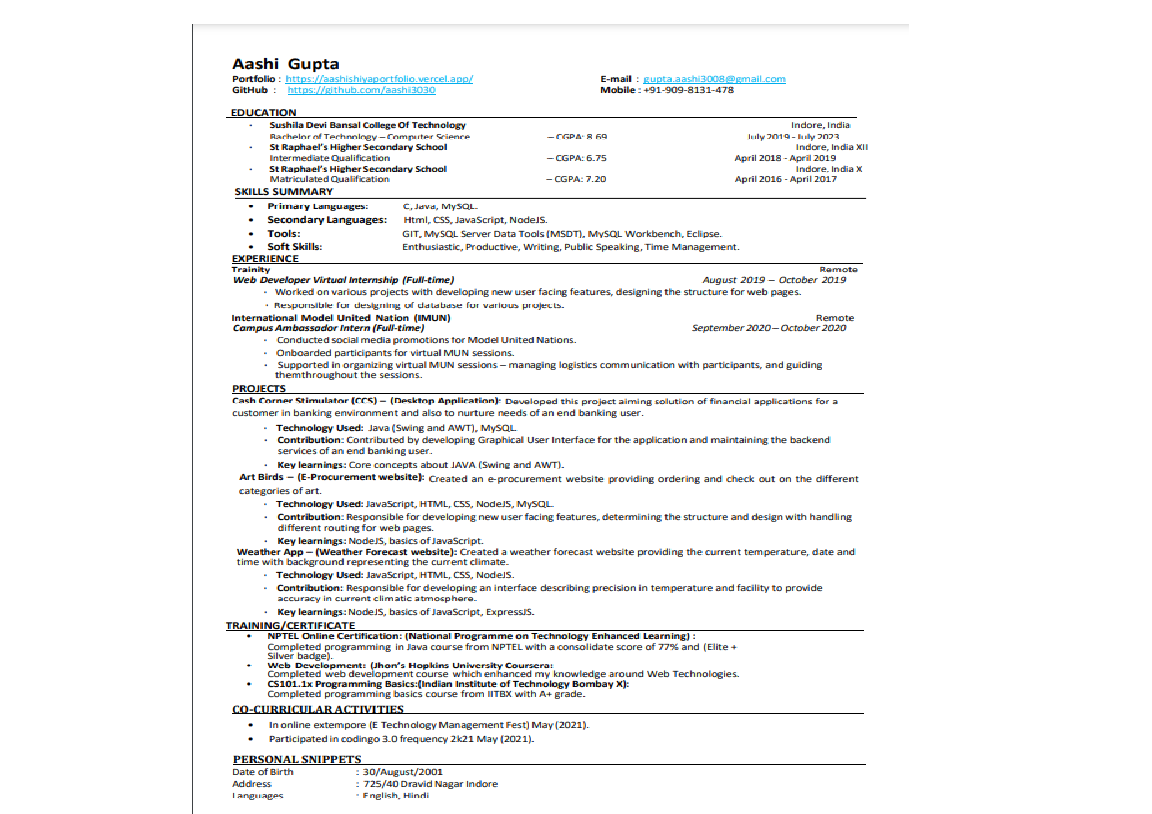 Aashi Gupta
Portfolio : https://aashishiyaportfolio.vercel.app/ E-mail : gupta.aashi3008@gmail.com
GitHub : https://github.com/aashi3030 Mobile : +91-909-8131-478
EDUCATION
- Sushila Devi Bansal College Of Technology Indore, India
Bachelor of Technology – Computer Science – CGPA: 8.69 July 2019 - July 2023
- St Raphael's Higher Secondary School Indore, India XII
Intermediate Qualification – CGPA: 6.75 April 2018 - April 2019
- St Raphael's Higher Secondary School Indore, India X
Matriculated Qualification – CGPA: 7.20 April 2016 - April 2017
SKILLS SUMMARY
• Primary Languages: C, Java, MySQL.
• Secondary Languages: Html, CSS, JavaScript, NodeJS.
• Tools: GIT, MySQL Server Data Tools (MSDT), MySQL Workbench, Eclipse.
• Soft Skills: Enthusiastic, Productive, Writing, Public Speaking, Time Management.
EXPERIENCE
Trainity Remote
Web Developer Virtual Internship (Full-time) August 2019 – October 2019
- Worked on various projects with developing new user facing features, designing the structure for web pages.
- Responsible for designing of database for various projects.
International Model United Nation (IMUN) Remote
Campus Ambassador Intern (Full-time) September 2020 – October 2020
- Conducted social media promotions for Model United Nations.
- Onboarded participants for virtual MUN sessions.
- Supported in organizing virtual MUN sessions – managing logistics communication with participants, and guiding
themthroughout the sessions.
PROJECTS
Cash Corner Stimulator (CCS) – (Desktop Application): Developed this project aiming solution of financial applications for a
customer in banking environment and also to nurture needs of an end banking user.
- Technology Used: Java (Swing and AWT), MySQL.
- Contribution: Contributed by developing Graphical User Interface for the application and maintaining the backend
services of an end banking user.
- Key learnings: Core concepts about JAVA (Swing and AWT).
Art Birds – (E-Procurement website): Created an e-procurement website providing ordering and check out on the different
categories of art.
- Technology Used: JavaScript, HTML, CSS, NodeJS, MySQL.
- Contribution: Responsible for developing new user facing features, determining the structure and design with handling
different routing for web pages.
- Key learnings: NodeJS, basics of JavaScript.
Weather App – (Weather Forecast website): Created a weather forecast website providing the current temperature, date and
time with background representing the current climate.
- Technology Used: JavaScript, HTML, CSS, NodeJS.
- Contribution: Responsible for developing an interface describing precision in temperature and facility to provide
accuracy in current climatic atmosphere.
- Key learnings: NodeJS, basics of JavaScript, ExpressJS.
TRAINING/CERTIFICATE
• NPTEL Online Certification: (National Programme on Technology Enhanced Learning) :
Completed programming in Java course from NPTEL with a consolidate score of 77% and (Elite +
Silver badge).
• Web Development: (Jhon's Hopkins University Coursera:
Completed web development course which enhanced my knowledge around Web Technologies.
• CS101.1x Programming Basics:(Indian Institute of Technology Bombay X):
Completed programming basics course from IITBX with A+ grade.
CO-CURRICULAR ACTIVITIES
• In online extempore (E Technology Management Fest) May (2021).
• Participated in codingo 3.0 frequency 2k21 May (2021).
PERSONAL SNIPPETS
Date of Birth : 30/August/2001
Address : 725/40 Dravid Nagar Indore
Languages : English, Hindi